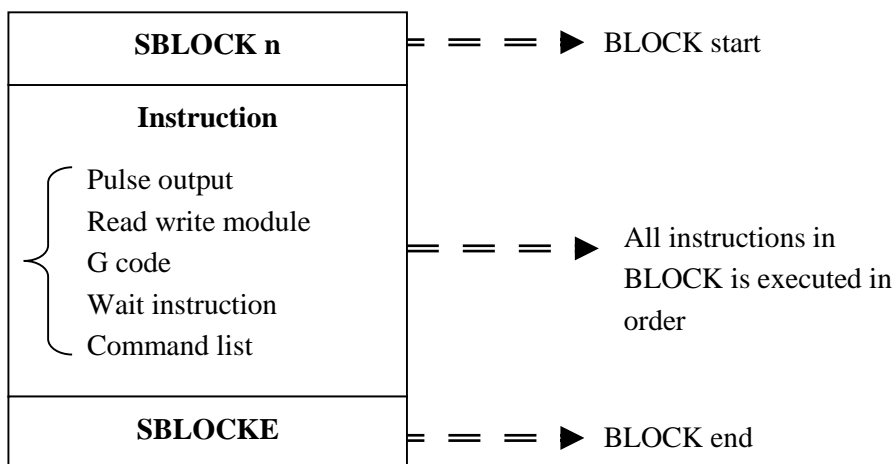 SBLOCK n
BLOCK start
Instruction
Pulse output
Read write module
G code
Wait instruction
Command list
All instructions in
BLOCK is executed in
order
SBLOCKE
BLOCK end